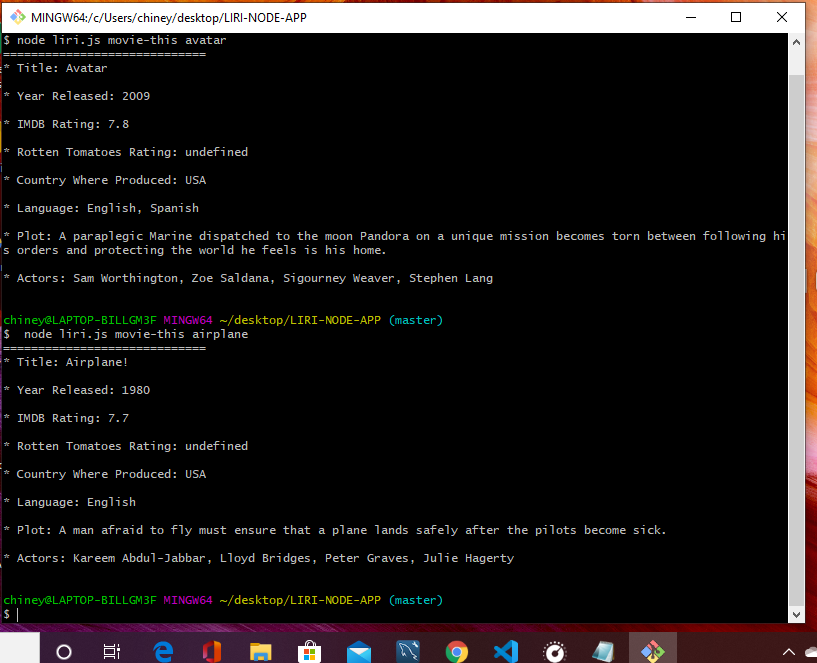 MINGW64:/c/Users/chiney/desktop/LIRI-NODE-APP
$ node liri.js movie-this avatar
=============================
* Title: Avatar
* Year Released: 2009
* IMDB Rating: 7.8
* Rotten Tomatoes Rating: undefined
* Country Where Produced: USA
* Language: English, Spanish
* Plot: A paraplegic Marine dispatched to the moon Pandora on a unique mission becomes torn between following hi
s orders and protecting the world he feels is his home.
* Actors: Sam Worthington, Zoe Saldana, Sigourney Weaver, Stephen Lang
chiney@LAPTOP-BILLGM3F MINGW64 ~/desktop/LIRI-NODE-APP (master)
$  node liri.js movie-this airplane
=============================
* Title: Airplane!
* Year Released: 1980
* IMDB Rating: 7.7
* Rotten Tomatoes Rating: undefined
* Country Where Produced: USA
* Language: English
* Plot: A man afraid to fly must ensure that a plane lands safely after the pilots become sick.
* Actors: Kareem Abdul-Jabbar, Lloyd Bridges, Peter Graves, Julie Hagerty
chiney@LAPTOP-BILLGM3F MINGW64 ~/desktop/LIRI-NODE-APP (master)
$